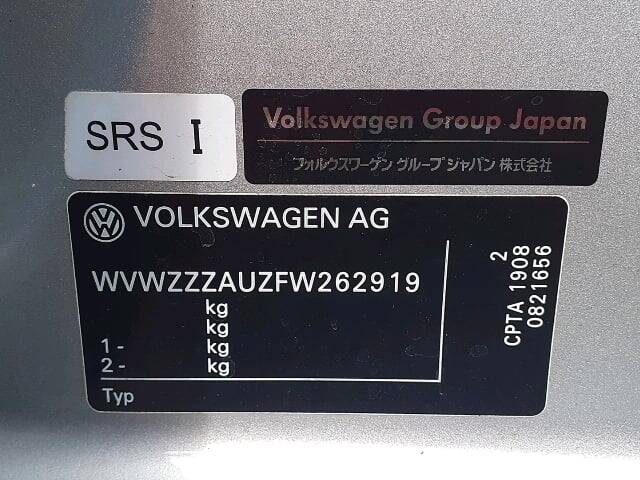 SRS I
Volkswagen Group Japan
フォルクスワーゲン グループ ジャパン 株式会社
VOLKSWAGEN AG
WVWZZZAUZFW262919
kg
kg
1- kg
2- kg
Typ
2
CPTA 1908
0821656